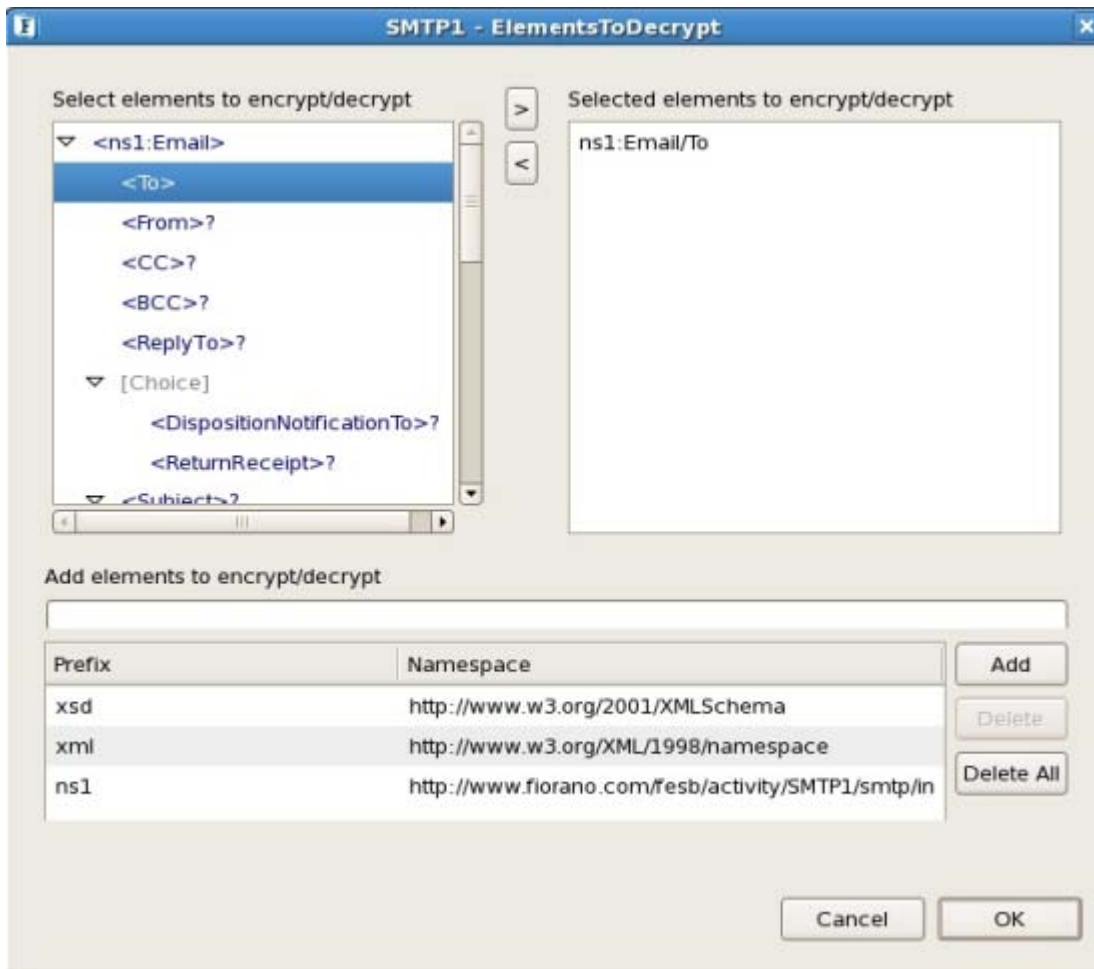 SMTP1 - ElementsToDecrypt
Select elements to encrypt/decrypt
>
<
Selected elements to encrypt/decrypt
<ns1:Email>
<To>
<From>?
<CC>?
<BCC>?
<ReplyTo>?
[Choice]
<DispositionNotificationTo>?
<ReturnReceipt>?
<Subject>?
ns1:Email/To
Add elements to encrypt/decrypt
Prefix Namespace
xsd http://www.w3.org/2001/XMLSchema
xml http://www.w3.org/XML/1998/namespace
ns1 http://www.fiorano.com/fesb/activity/SMTP1/smtp/in
Add
Delete
Delete All
Cancel
OK